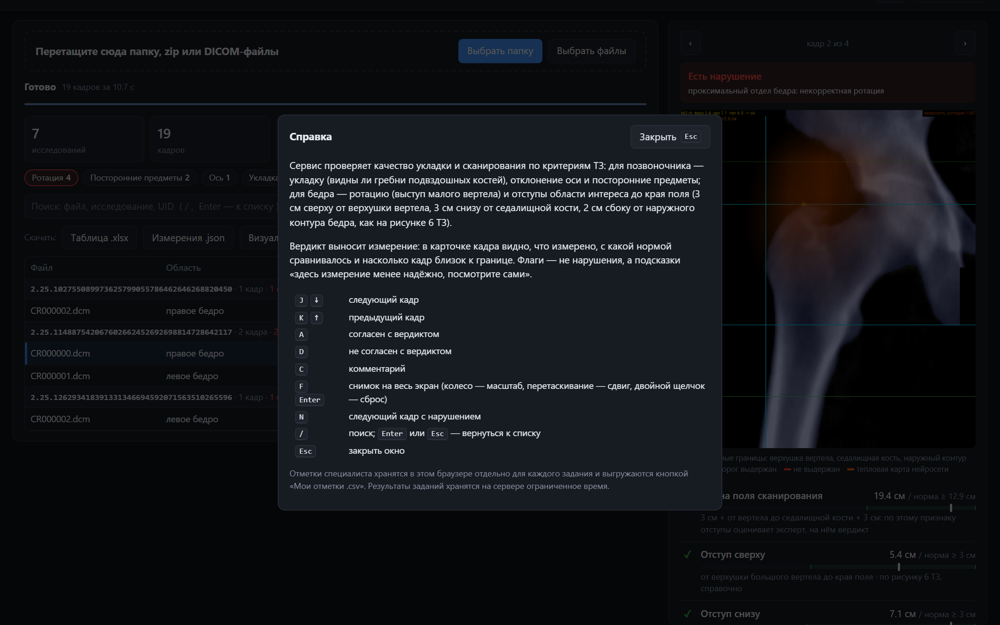 Перетащите сюда папку, zip или DICOM-файлы
Выбрать папку
Выбрать файлы
Готово 19 кадров за 10.7 с
7
исследований
19
кадров
Ротация 4
Посторонние предметы 2
Ось 1
Укладка
Поиск: файл, исследование, UID ( / , Enter — к списку )
Скачать:
Таблица .xlsx
Измерения .json
Визуал
Файл Область
2.25.102755089973625799055786462646268820450 · 1 кадр · 1
CR000002.dcm правое бедро
2.25.114887542067602662452692698814728642117 · 2 кадра · 2
CR000000.dcm правое бедро
CR000001.dcm левое бедро
2.25.126293418391331346694592071563510265596 · 1 кадр · 1
CR000002.dcm левое бедро
Справка
Закрыть Esc
Сервис проверяет качество укладки и сканирования по критериям ТЗ: для позвоночника —
укладку (видны ли гребни подвздошных костей), отклонение оси и посторонние предметы;
для бедра — ротацию (выступ малого вертела) и отступы области интереса до края поля (3
см сверху от верхушки вертела, 3 см снизу от седалищной кости, 2 см сбоку от наружного
контура бедра, как на рисунке 6 ТЗ).
Вердикт выносит измерение: в карточке кадра видно, что измерено, с какой нормой
сравнивалось и насколько кадр близок к границе. Флаги — не нарушения, а подсказки
«здесь измерение менее надёжно, посмотрите сами».
J ↓ следующий кадр
K ↑ предыдущий кадр
A согласен с вердиктом
D не согласен с вердиктом
C комментарий
F снимок на весь экран (колесо — масштаб, перетаскивание — сдвиг, двойной щелчок
Enter — сброс)
N следующий кадр с нарушением
/ поиск; Enter или Esc — вернуться к списку
Esc закрыть окно
Отметки специалиста хранятся в этом браузере отдельно для каждого задания и выгружаются кнопкой
«Мои отметки .csv». Результаты заданий хранятся на сервере ограниченное время.
‹
кадр 2 из 4
›
Есть нарушение
проксимальный отдел бедра: некорректная ротация
kit2 rh верх 5.4 низ 7.1 лат 4.9 -> ok
12.9 см
нейросеть: ротация 1.00
ные границы: верхушка вертела, седалищная кость, наружный контур
орог выдержан не выдержан тепловая карта нейросети
на поля сканирования 19.4 см / норма ≥ 12.9 см
3 см + от вертела до седалищной кости + 3 см: по этому признаку
отступы оценивает эксперт, на нём вердикт
✓ Отступ сверху 5.4 см / норма ≥ 3 см
от верхушки большого вертела до края поля · по рисунку 6 ТЗ,
справочно
✓ Отступ снизу 7.1 см / норма ≥ 3 см